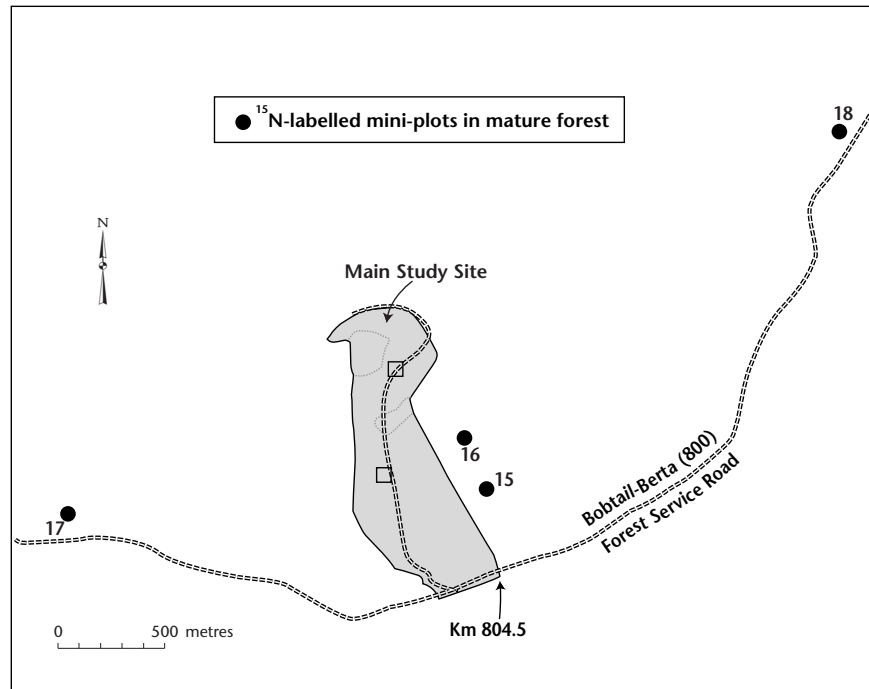 ¹⁵N-labelled mini-plots in mature forest
18
N
Main Study Site
16
15
17
Bobtail-Berta (800)
Forest Service Road
Km 804.5
0 500 metres